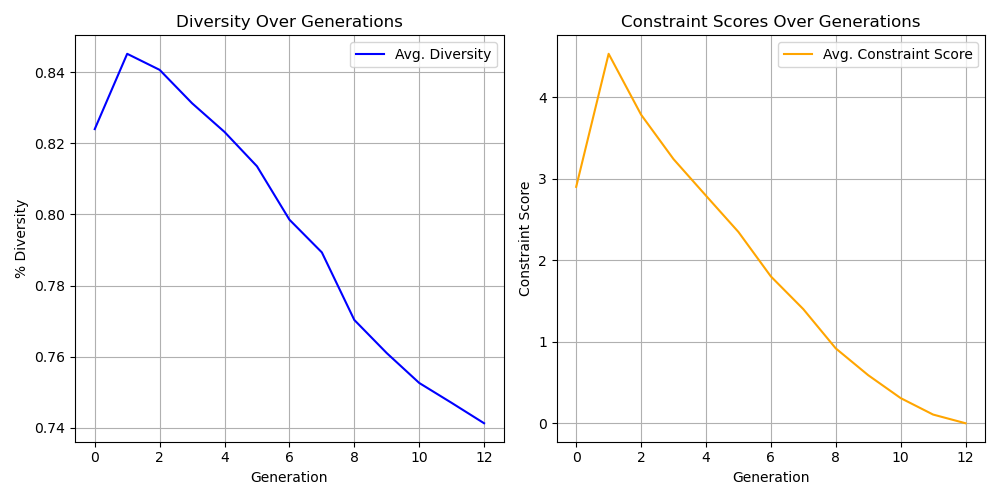 Diversity Over Generations
Avg. Diversity
% Diversity
0.84
0.82
0.80
0.78
0.76
0.74
0 2 4 6 8 10 12
Generation
Constraint Scores Over Generations
Avg. Constraint Score
Constraint Score
4
3
2
1
0
0 2 4 6 8 10 12
Generation